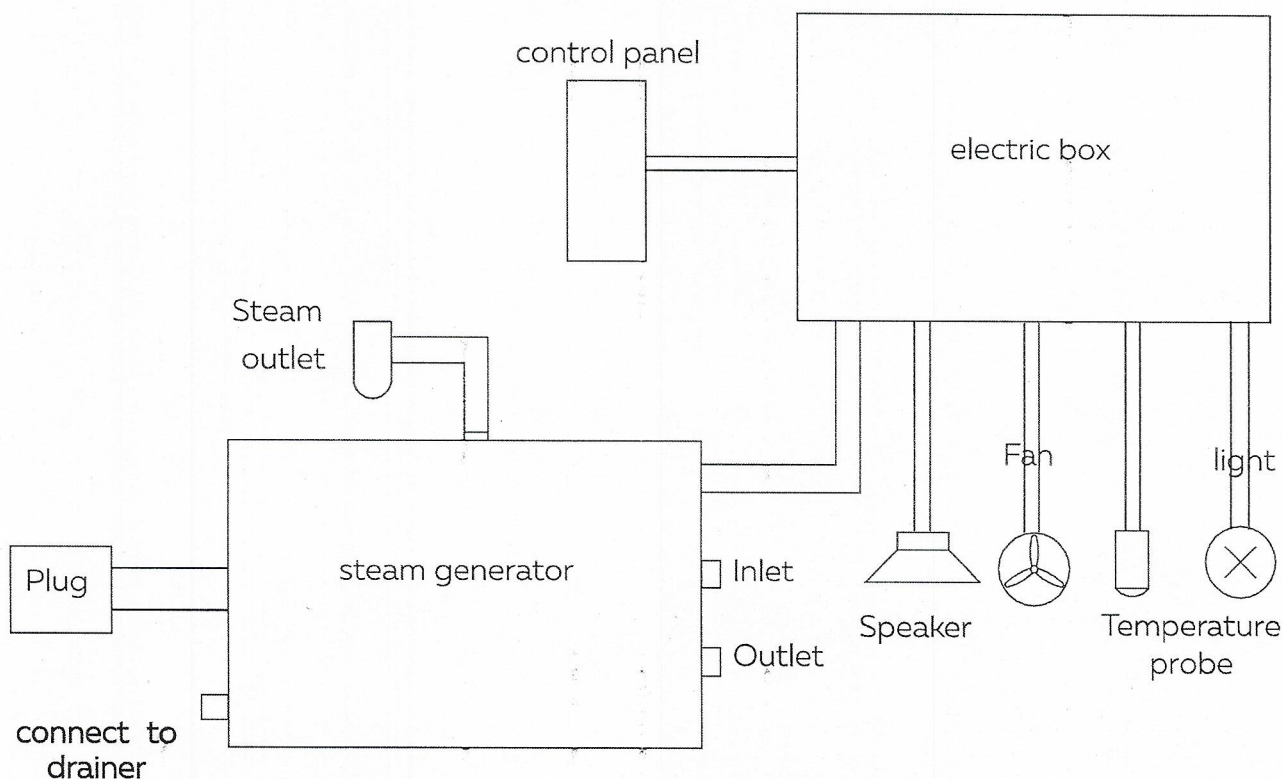 control panel
electric box
Steam
outlet
Fan
light
Plug
steam generator
Inlet
Speaker
Temperature
probe
Outlet
connect to
drainer